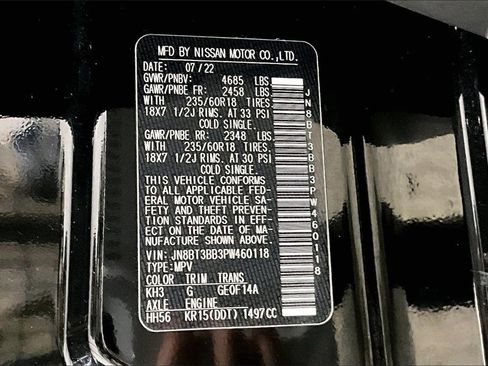 MFD BY NISSAN MOTOR CO.,LTD.
DATE: 07/22
GVWR/PNBV: 4685 LBS
GAWR/PNBE FR: 2458 LBS
WITH 235/60R18 TIRES
18X7 1/2J RIMS. AT 33 PSI
COLD SINGLE.
GAWR/PNBE RR: 2348 LBS
WITH 235/60R18 TIRES.
18X7 1/2J RIMS. AT 30 PSI
COLD SINGLE.
THIS VEHICLE CONFORMS
TO ALL APPLICABLE FED-
ERAL MOTOR VEHICLE SA-
FETY AND THEFT PREVEN-
TION STANDARDS IN EFF-
ECT ON THE DATE OF MA-
NUFACTURE SHOWN ABOVE.
VIN: JN8BT3BB3PW460118
TYPE: MPV
COLOR TRIM TRANS
KH3 G GE0F14A
AXLE ENGINE
HH56 KR15(DDT) 1497CC
JN8BT3BB3PW460118